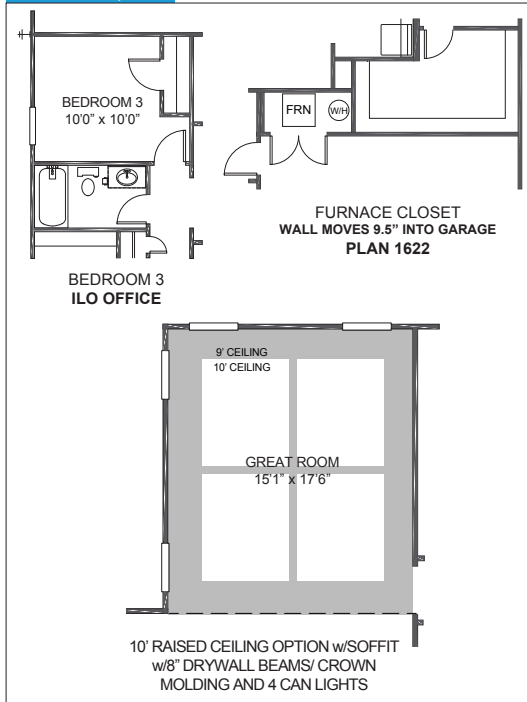 BEDROOM 3
10'0" x 10'0"
BEDROOM 3
ILO OFFICE
FRN
W/H
FURNACE CLOSET
WALL MOVES 9.5” INTO GARAGE
PLAN 1622
9' CEILING
10' CEILING
GREAT ROOM
15'1" x 17'6"
10’ RAISED CEILING OPTION w/SOFFIT
w/8” DRYWALL BEAMS/ CROWN
MOLDING AND 4 CAN LIGHTS